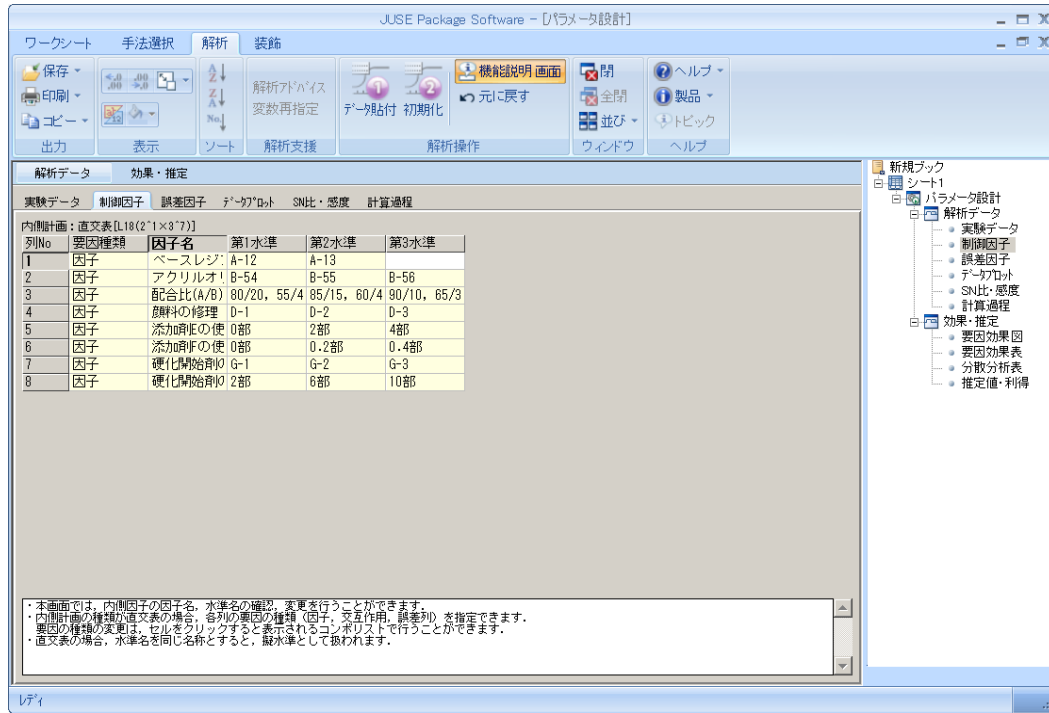 JUSE Package Software - [パラメータ設計]
ワークシート 手法選択 解析 装飾
保存
印刷
コピー
出力
表示
ソート
解析アドバイス
変数再指定
解析支援
データ貼付 初期化
機能説明 画面
元に戻す
解析操作
閉
全閉
並び
ウィンドウ
ヘルプ
製品
トピック
ヘルプ
解析データ 効果・推定
実験データ 制御因子 誤差因子 データプロット SN比・感度 計算過程
内側計画:直交表[L18(2^1×3^7)]
列No 要因種類 因子名 第1水準 第2水準 第3水準
1 因子 ベースレジン A-12 A-13
2 因子 アクリルオリ B-54 B-55 B-56
3 因子 配合比(A/B) 80/20, 55/4 85/15, 60/4 90/10, 65/3
4 因子 顔料の修理 D-1 D-2 D-3
5 因子 添加剤Eの使 0部 2部 4部
6 因子 添加剤Fの使 0部 0.2部 0.4部
7 因子 硬化開始剤の G-1 G-2 G-3
8 因子 硬化開始剤の 2部 6部 10部
・本画面では,内側因子の因子名,水準名の確認,変更を行うことができます.
・内側計画の種類が直交表の場合,各列の要因の種類(因子,交互作用,誤差列)を指定できます.
要因の種類の変更は,セルをクリックすると表示されるコンボリストで行うことができます.
・直交表の場合,水準名を同じ名称とすると,擬水準として扱われます.
新規ブック
シート1
パラメータ設計
解析データ
実験データ
制御因子
誤差因子
データプロット
SN比・感度
計算過程
効果・推定
要因効果図
要因効果表
分散分析表
推定値・利得
レディ